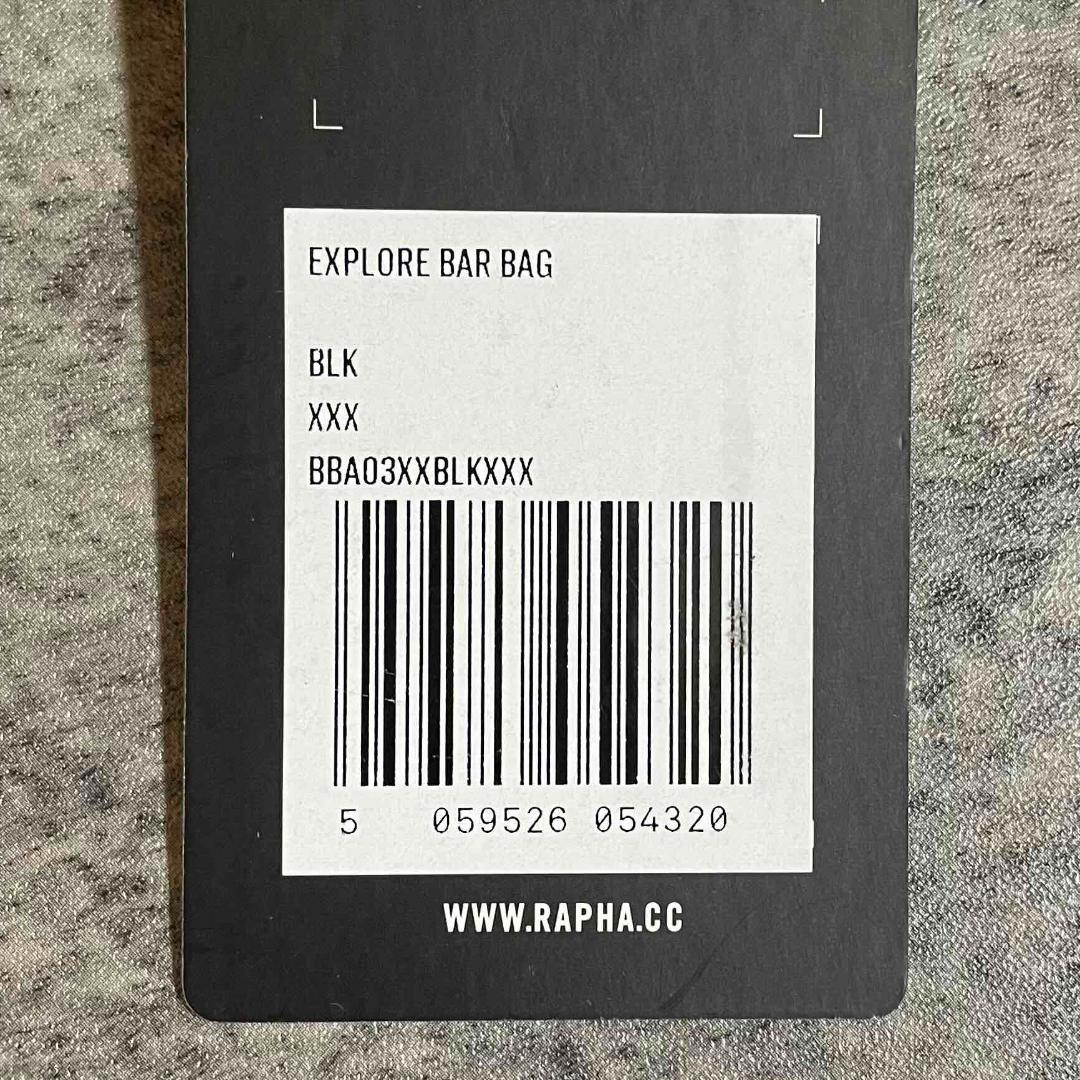 EXPLORE BAR BAG
BLK
XXX
BBA03XXBLKXXX
5 059526 054320
WWW.RAPHA.CC